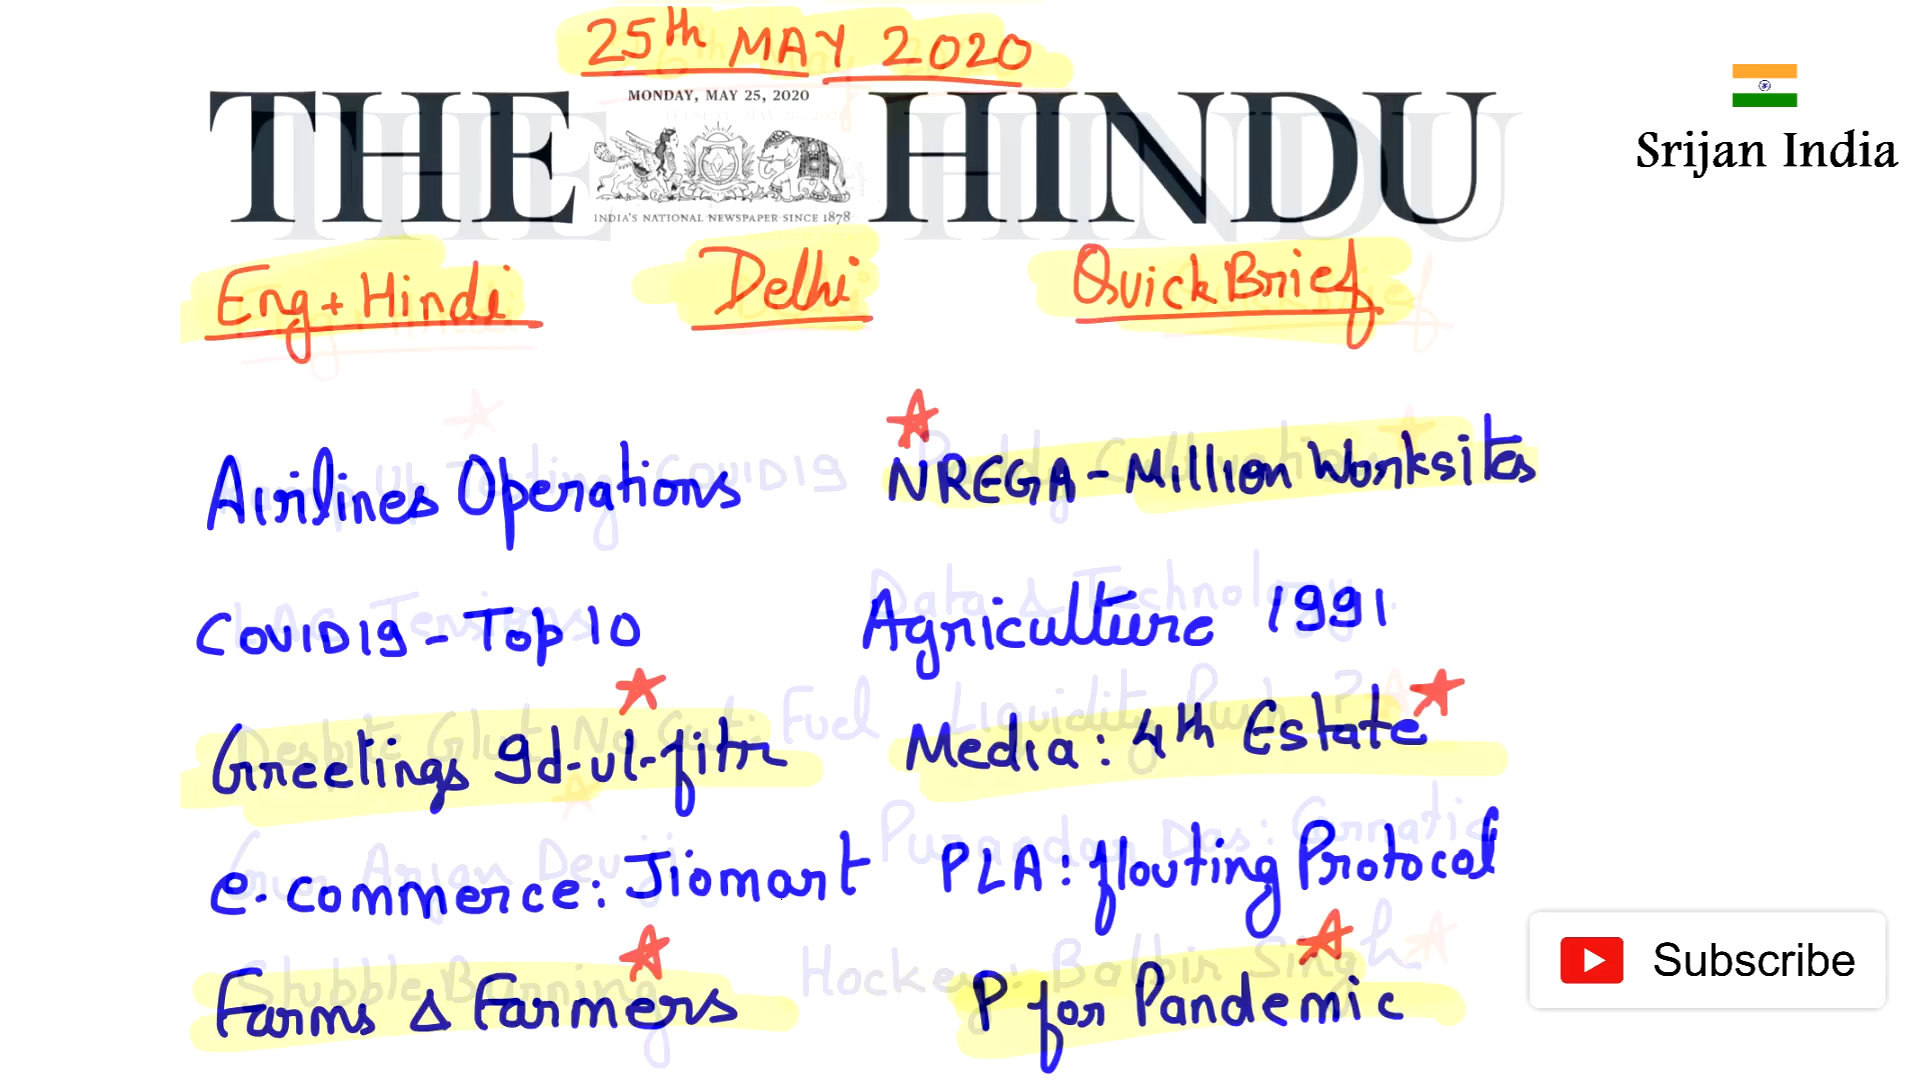 25th MAY 2020
MONDAY, MAY 25, 2020
THE HINDU
INDIA'S NATIONAL NEWSPAPER SINCE 1878
Srijan India
Eng + Hindi
Delhi
Quick Brief
Airlines Operations
NREGA - Million Worksites
COVID19 - Top 10
Agriculture 1991
Greetings Id-ul-fitr
Media: 4th Estate
e-commerce: Jiomart
PLA: flouting Protocol
Farms & Farmers
P for Pandemic
Subscribe